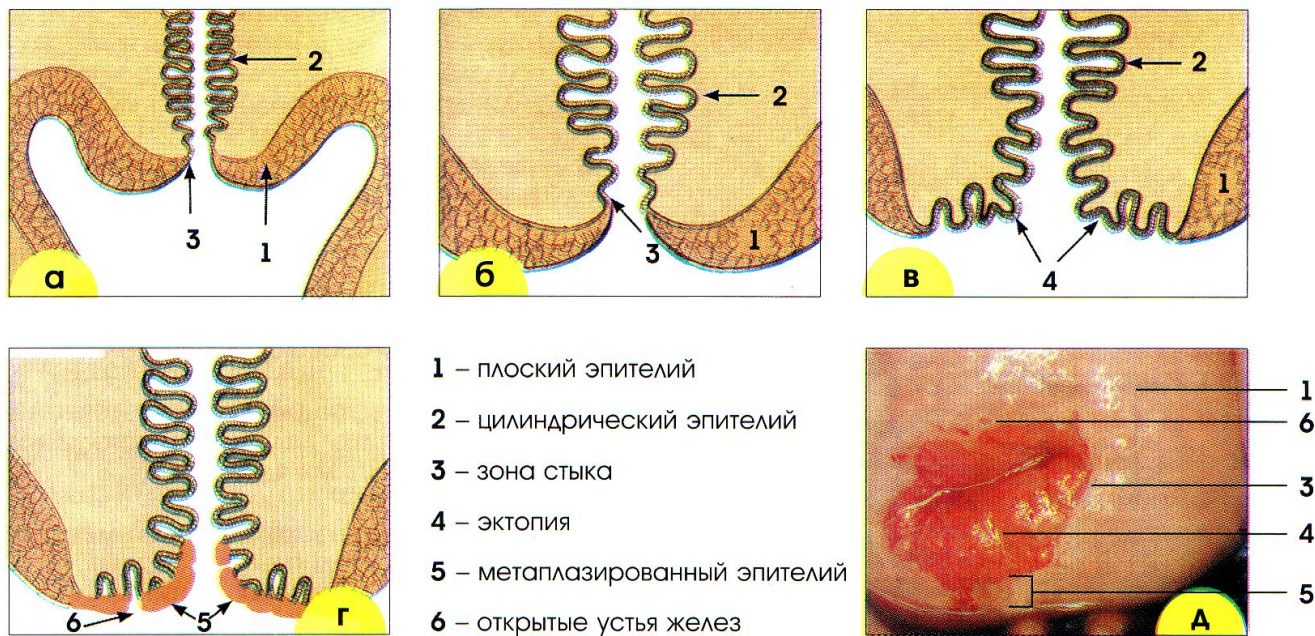 2
3
1
а
2
3
1
б
2
1
4
в
6
5
г
1 – плоский эпителий
2 – цилиндрический эпителий
3 – зона стыка
4 – эктопия
5 – метаплазированный эпителий
6 – открытые устья желез
1
6
3
4
5
д